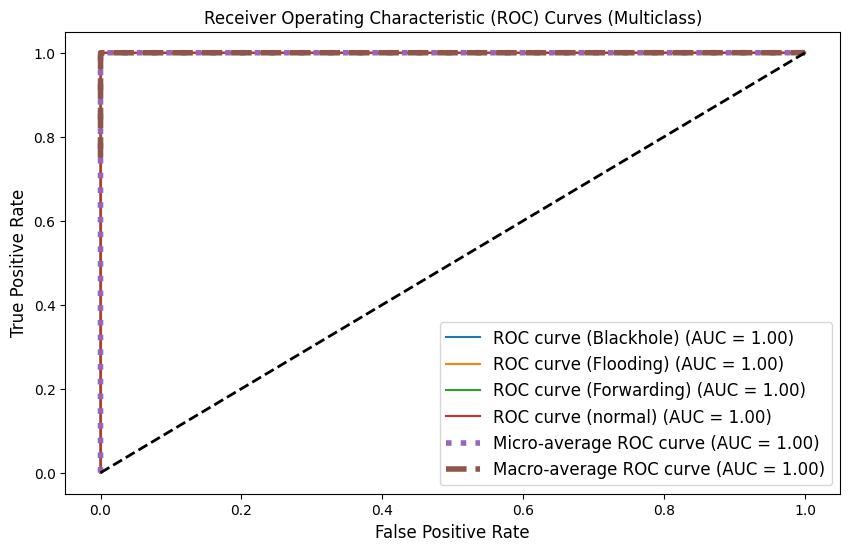 Receiver Operating Characteristic (ROC) Curves (Multiclass)
True Positive Rate
1.0
0.8
0.6
0.4
0.2
0.0
ROC curve (Blackhole) (AUC = 1.00)
ROC curve (Flooding) (AUC = 1.00)
ROC curve (Forwarding) (AUC = 1.00)
ROC curve (normal) (AUC = 1.00)
Micro-average ROC curve (AUC = 1.00)
Macro-average ROC curve (AUC = 1.00)
0.0 0.2 0.4 0.6 0.8 1.0
False Positive Rate